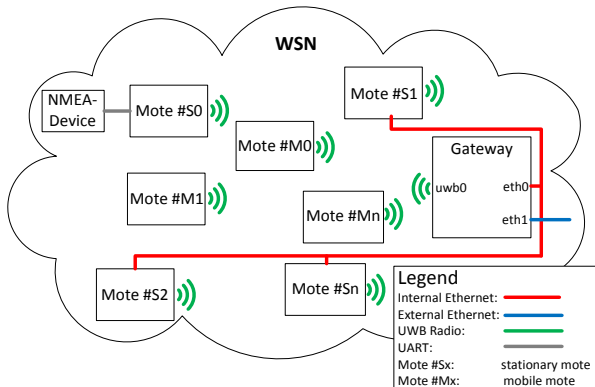 WSN
NMEA-
Device
Mote #S0
Mote #S1
Mote #M0
Gateway
uwb0
eth0
eth1
Mote #M1
Mote #Mn
Mote #S2
Mote #Sn
Legend
Internal Ethernet:
External Ethernet:
UWB Radio:
UART:
Mote #Sx: stationary mote
Mote #Mx: mobile mote